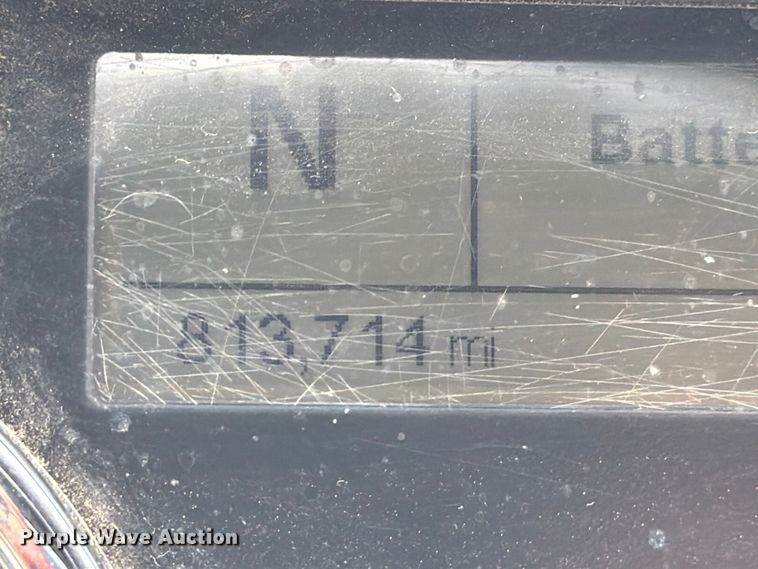 N
Batte
813,714 mi
Purple Wave Auction